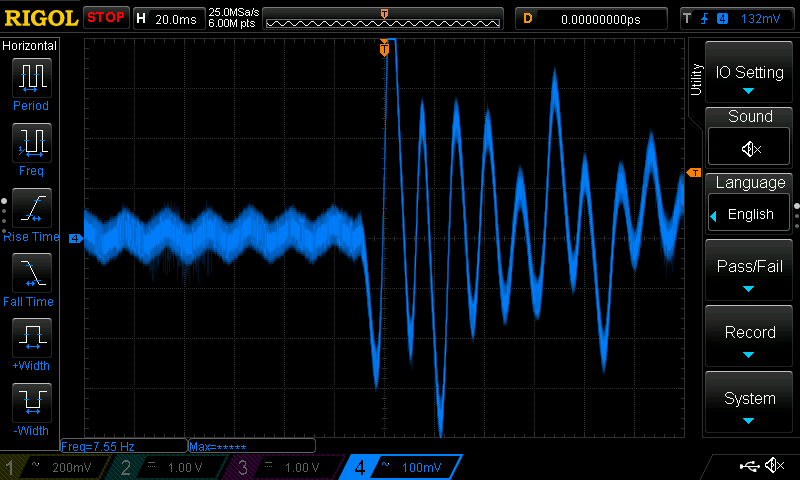 RIGOL STOP H 20.0ms 25.0MSa/s
6.00M pts
T
D 0.00000000ps
T 4 132mV
Horizontal
Period
Freq
Rise Time
Fall Time
+Width
-Width
T
4
T
Utility
IO Setting
Sound
Language
English
Pass/Fail
Record
System
Freq=7.55 Hz Max=*****
1 ~ 200mV 2 1.00 V 3 1.00 V 4 ~ 100mV